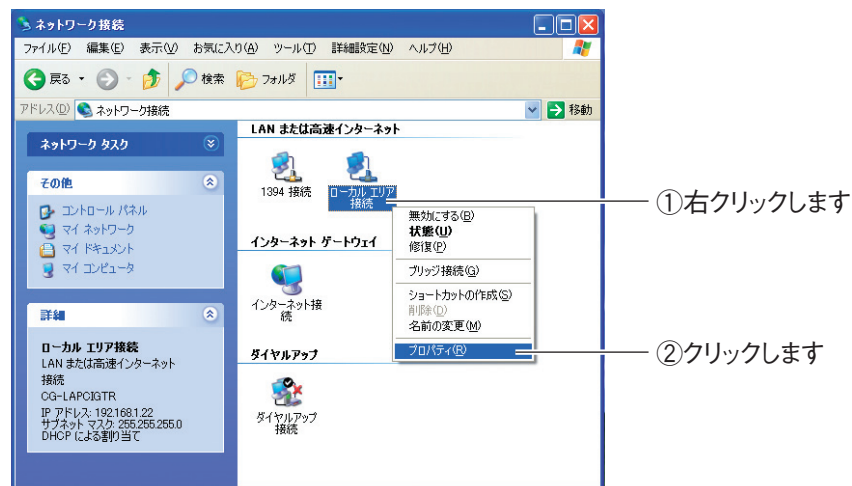 ネットワーク接続
ファイル(F) 編集(E) 表示(V) お気に入り(A) ツール(T) 詳細設定(N) ヘルプ(H)
戻る 検索 フォルダ
アドレス(D) ネットワーク接続 移動
ネットワーク タスク
その他
コントロール パネル
マイ ネットワーク
マイ ドキュメント
マイ コンピュータ
詳細
ローカル エリア接続
LAN または高速インターネット
接続
CG-LAPCIGTR
IP アドレス: 192.168.1.22
サブネット マスク: 255.255.255.0
DHCP による割り当て
LAN または高速インターネット
1394 接続
ローカル エリア
接続
インターネット ゲートウェイ
インターネット接
続
ダイヤルアップ
ダイヤルアップ
接続
無効にする(B)
状態(U)
修復(P)
ブリッジ接続(G)
ショートカットの作成(S)
削除(D)
名前の変更(M)
プロパティ(R)
①右クリックします
②クリックします